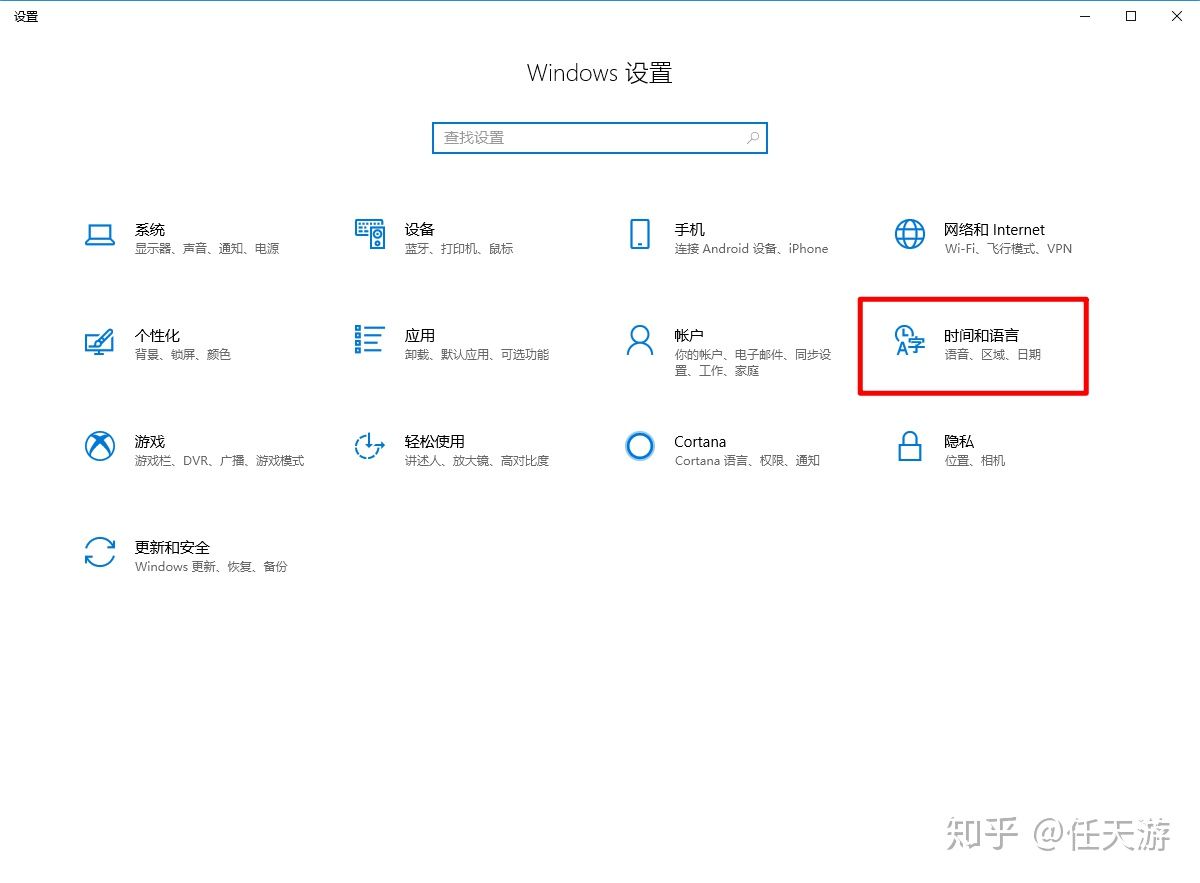 设置
Windows 设置
查找设置
系统
显示器、声音、通知、电源
设备
蓝牙、打印机、鼠标
手机
连接 Android 设备、iPhone
网络和 Internet
Wi-Fi、飞行模式、VPN
个性化
背景、锁屏、颜色
应用
卸载、默认应用、可选功能
帐户
你的帐户、电子邮件、同步设
置、工作、家庭
时间和语言
语音、区域、日期
游戏
游戏栏、DVR、广播、游戏模式
轻松使用
讲述人、放大镜、高对比度
Cortana
Cortana 语言、权限、通知
隐私
位置、相机
更新和安全
Windows 更新、恢复、备份
知乎 @任天游